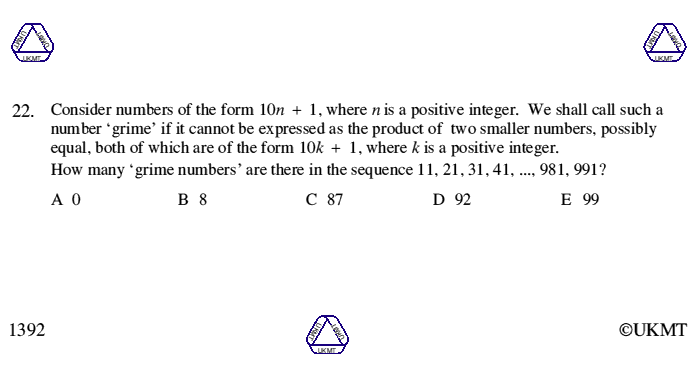 UKMT UKMT
22. Consider numbers of the form 10n + 1, where n is a positive integer. We shall call such a
number ‘grime’ if it cannot be expressed as the product of two smaller numbers, possibly
equal, both of which are of the form 10k + 1, where k is a positive integer.
How many ‘grime numbers’ are there in the sequence 11, 21, 31, 41, ..., 981, 991?
A 0 B 8 C 87 D 92 E 99
1392 UKMT ©UKMT